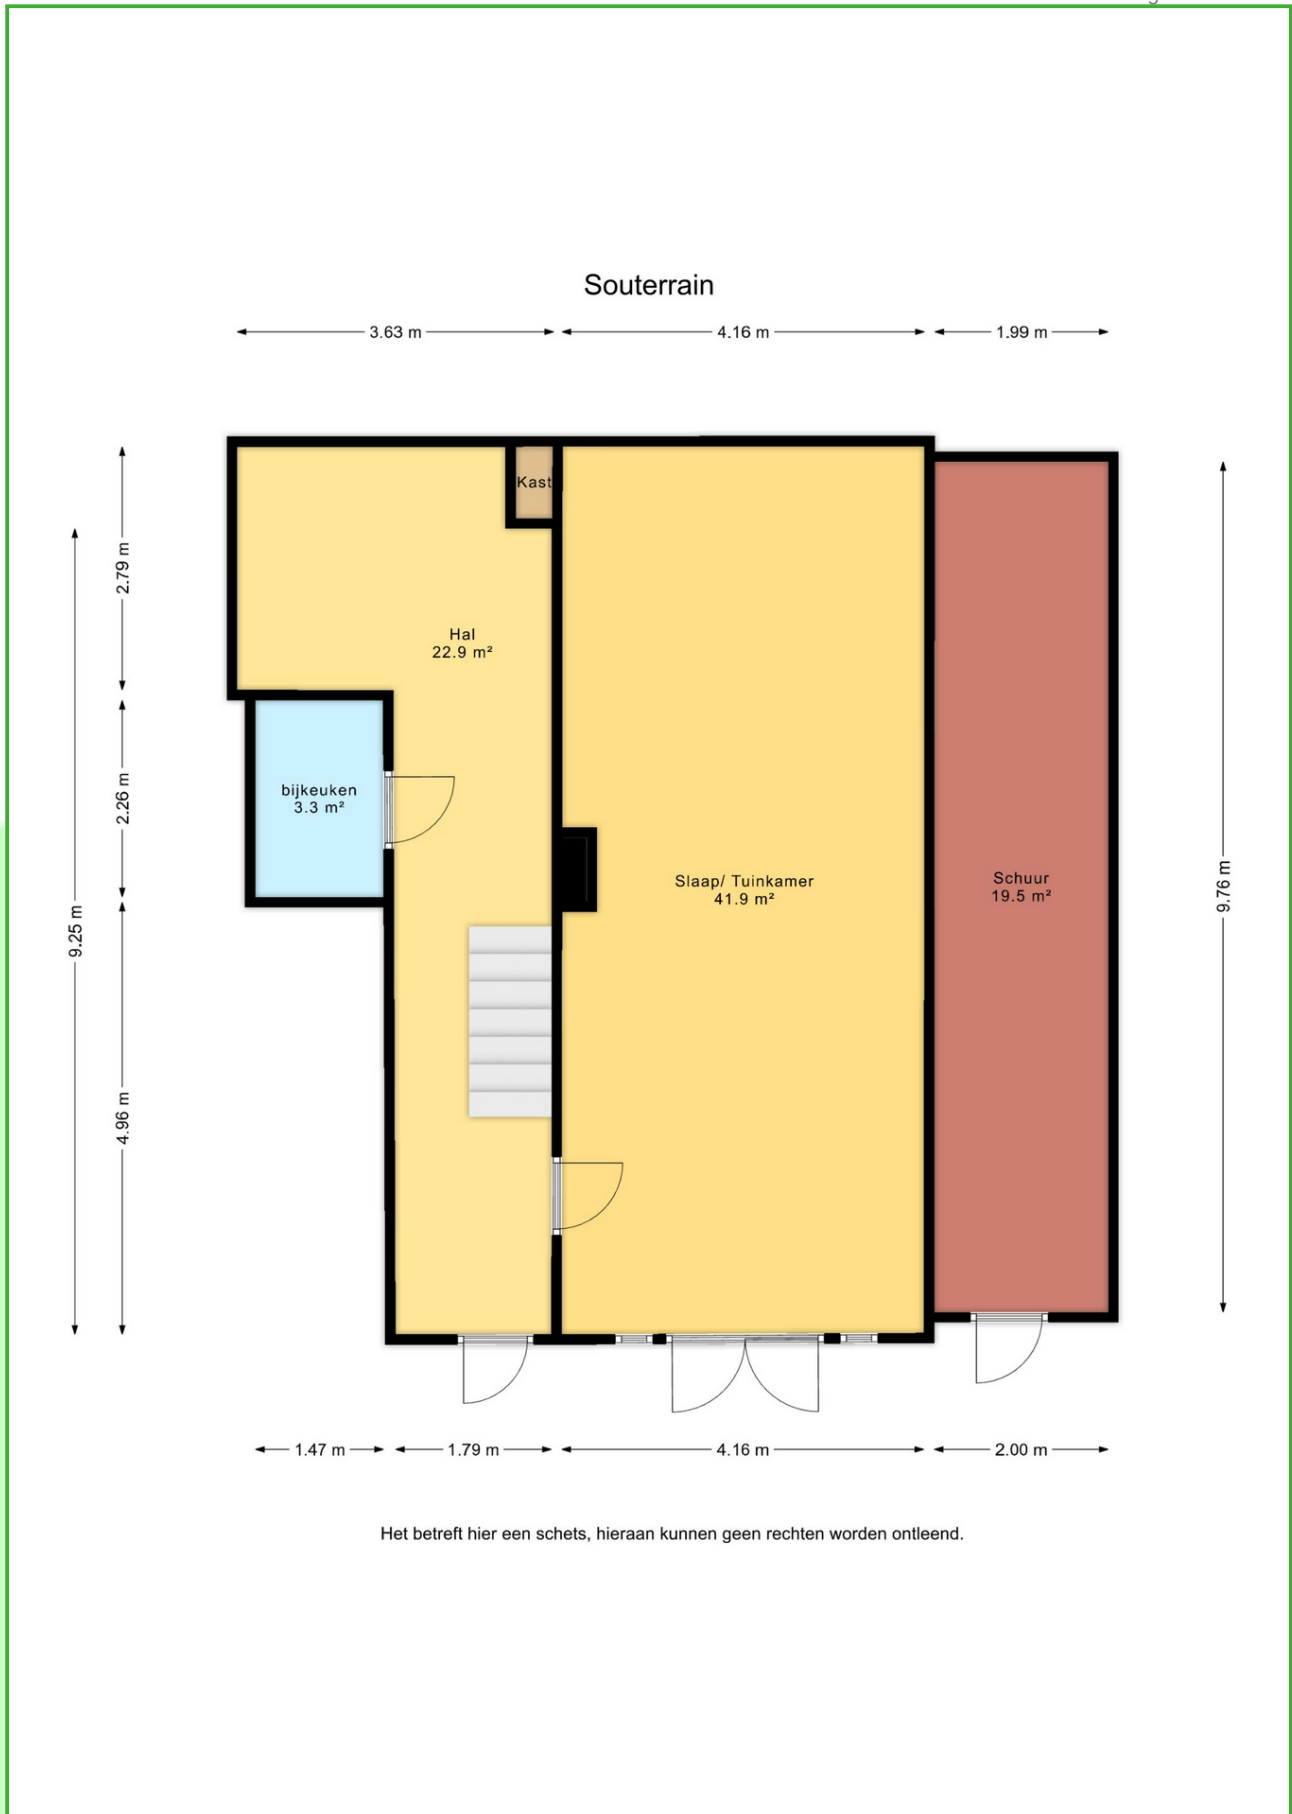 Souterrain
3.63 m
4.16 m
1.99 m
Kast
2.79 m
Hal
22.9 m²
2.26 m
bijkeuken
3.3 m²
Slaap/ Tuinkamer
41.9 m²
Schuur
19.5 m²
9.76 m
9.25 m
4.96 m
1.47 m
1.79 m
4.16 m
2.00 m
Het betreft hier een schets, hieraan kunnen geen rechten worden ontleend.